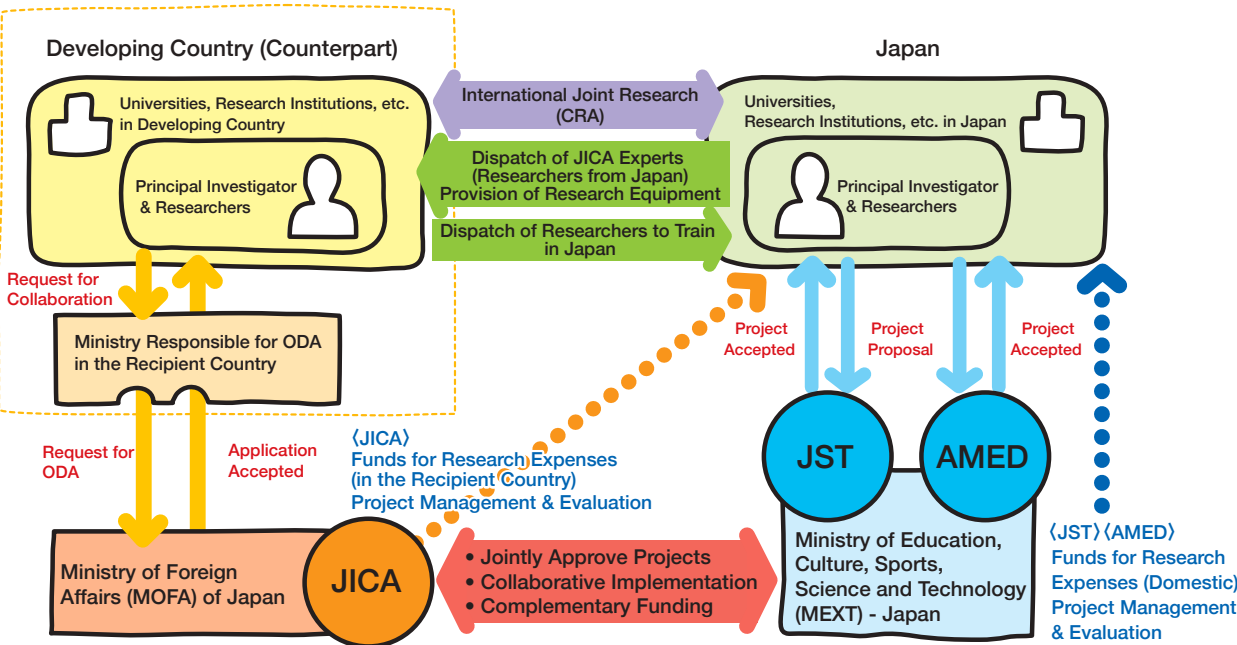 Developing Country (Counterpart)
Japan
Universities, Research Institutions, etc.
in Developing Country
Principal Investigator
& Researchers
International Joint Research
(CRA)
Dispatch of JICA Experts
(Researchers from Japan)
Provision of Research Equipment
Dispatch of Researchers to Train
in Japan
Universities,
Research Institutions, etc. in Japan
Principal Investigator
& Researchers
Request for
Collaboration
Ministry Responsible for ODA
in the Recipient Country
Project
Accepted
Project
Proposal
Project
Accepted
Request for
ODA
Application
Accepted
〈JICA〉
Funds for Research Expenses
(in the Recipient Country)
Project Management & Evaluation
JST
AMED
Ministry of Foreign
Affairs (MOFA) of Japan
JICA
• Jointly Approve Projects
• Collaborative Implementation
• Complementary Funding
Ministry of Education,
Culture, Sports,
Science and Technology
(MEXT) - Japan
〈JST〉〈AMED〉
Funds for Research
Expenses (Domestic)
Project Management
& Evaluation